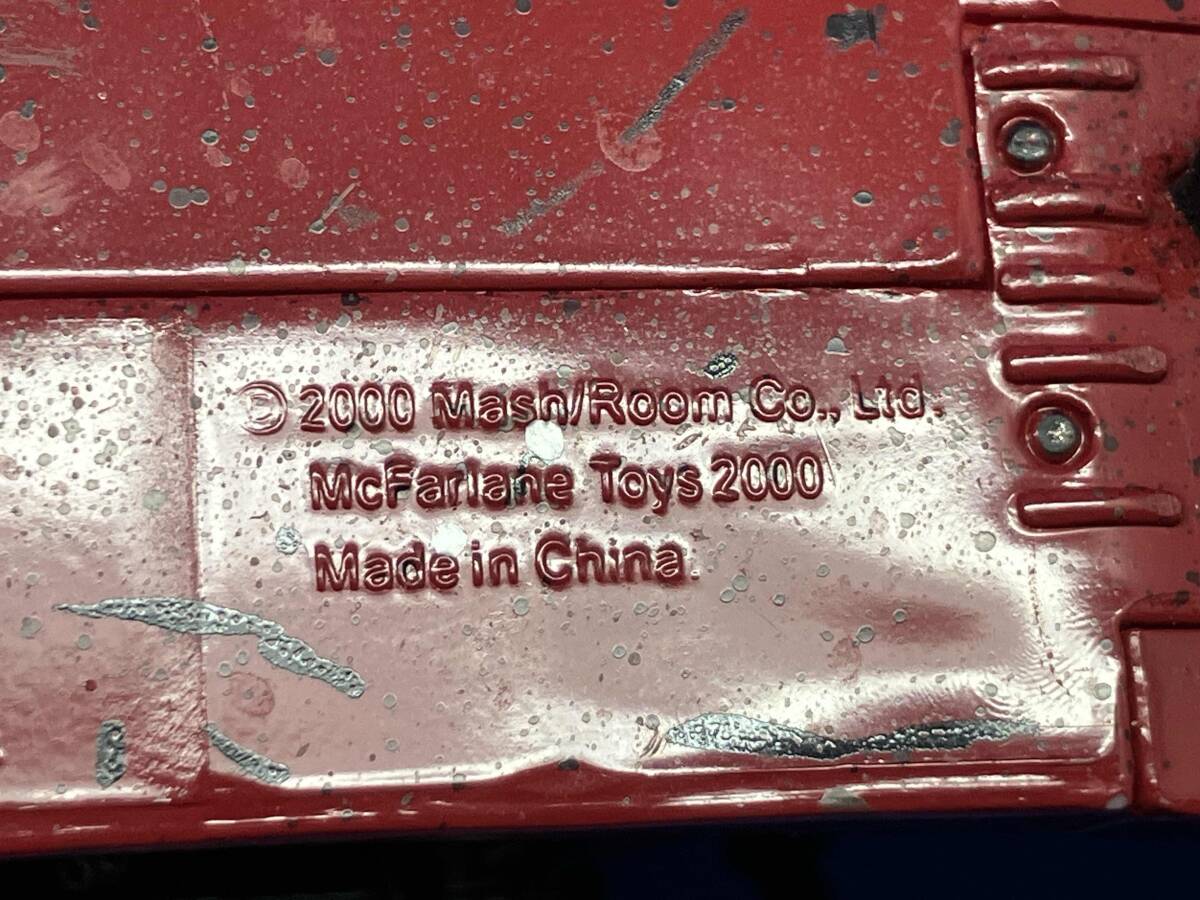 © 2000 Mash/Room Co., Ltd.
McFarlane Toys 2000
Made in China.